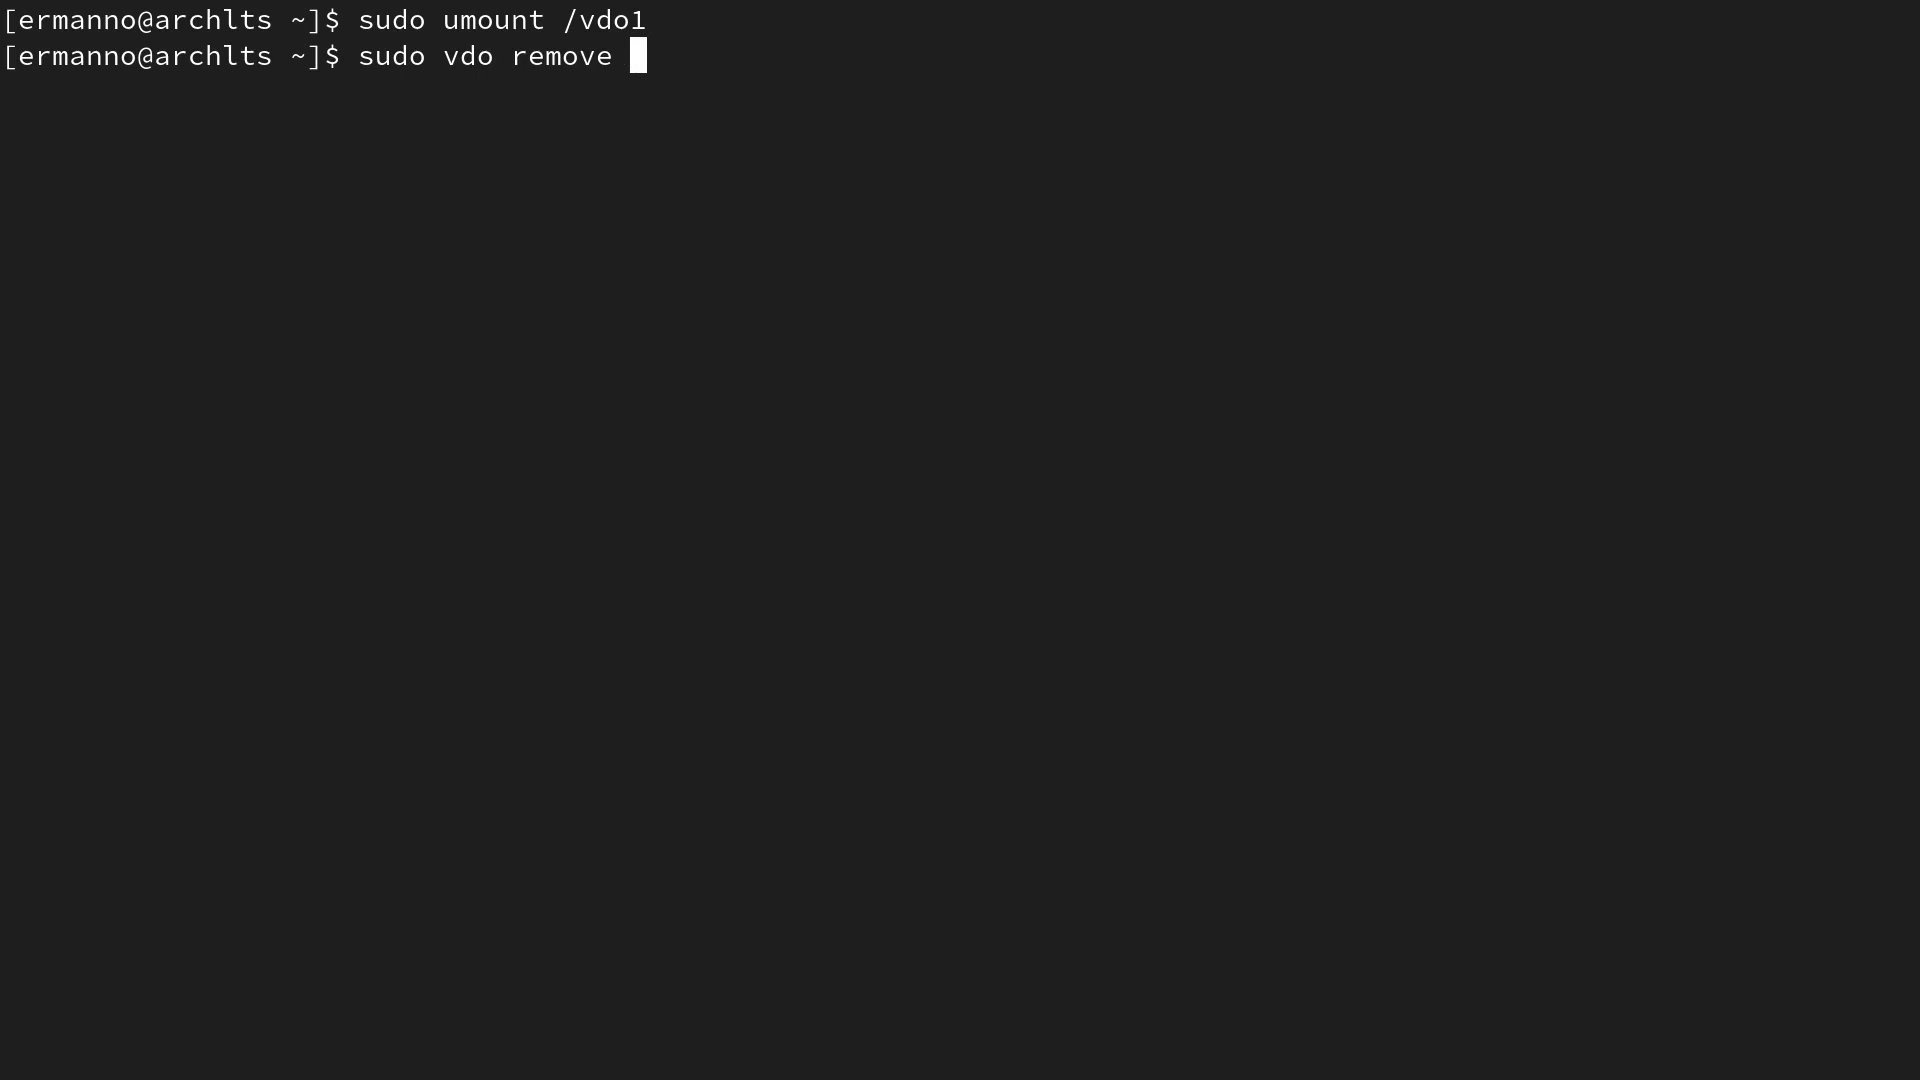 [ermanno@archlts ~]$ sudo umount /vdo1
[ermanno@archlts ~]$ sudo vdo remove